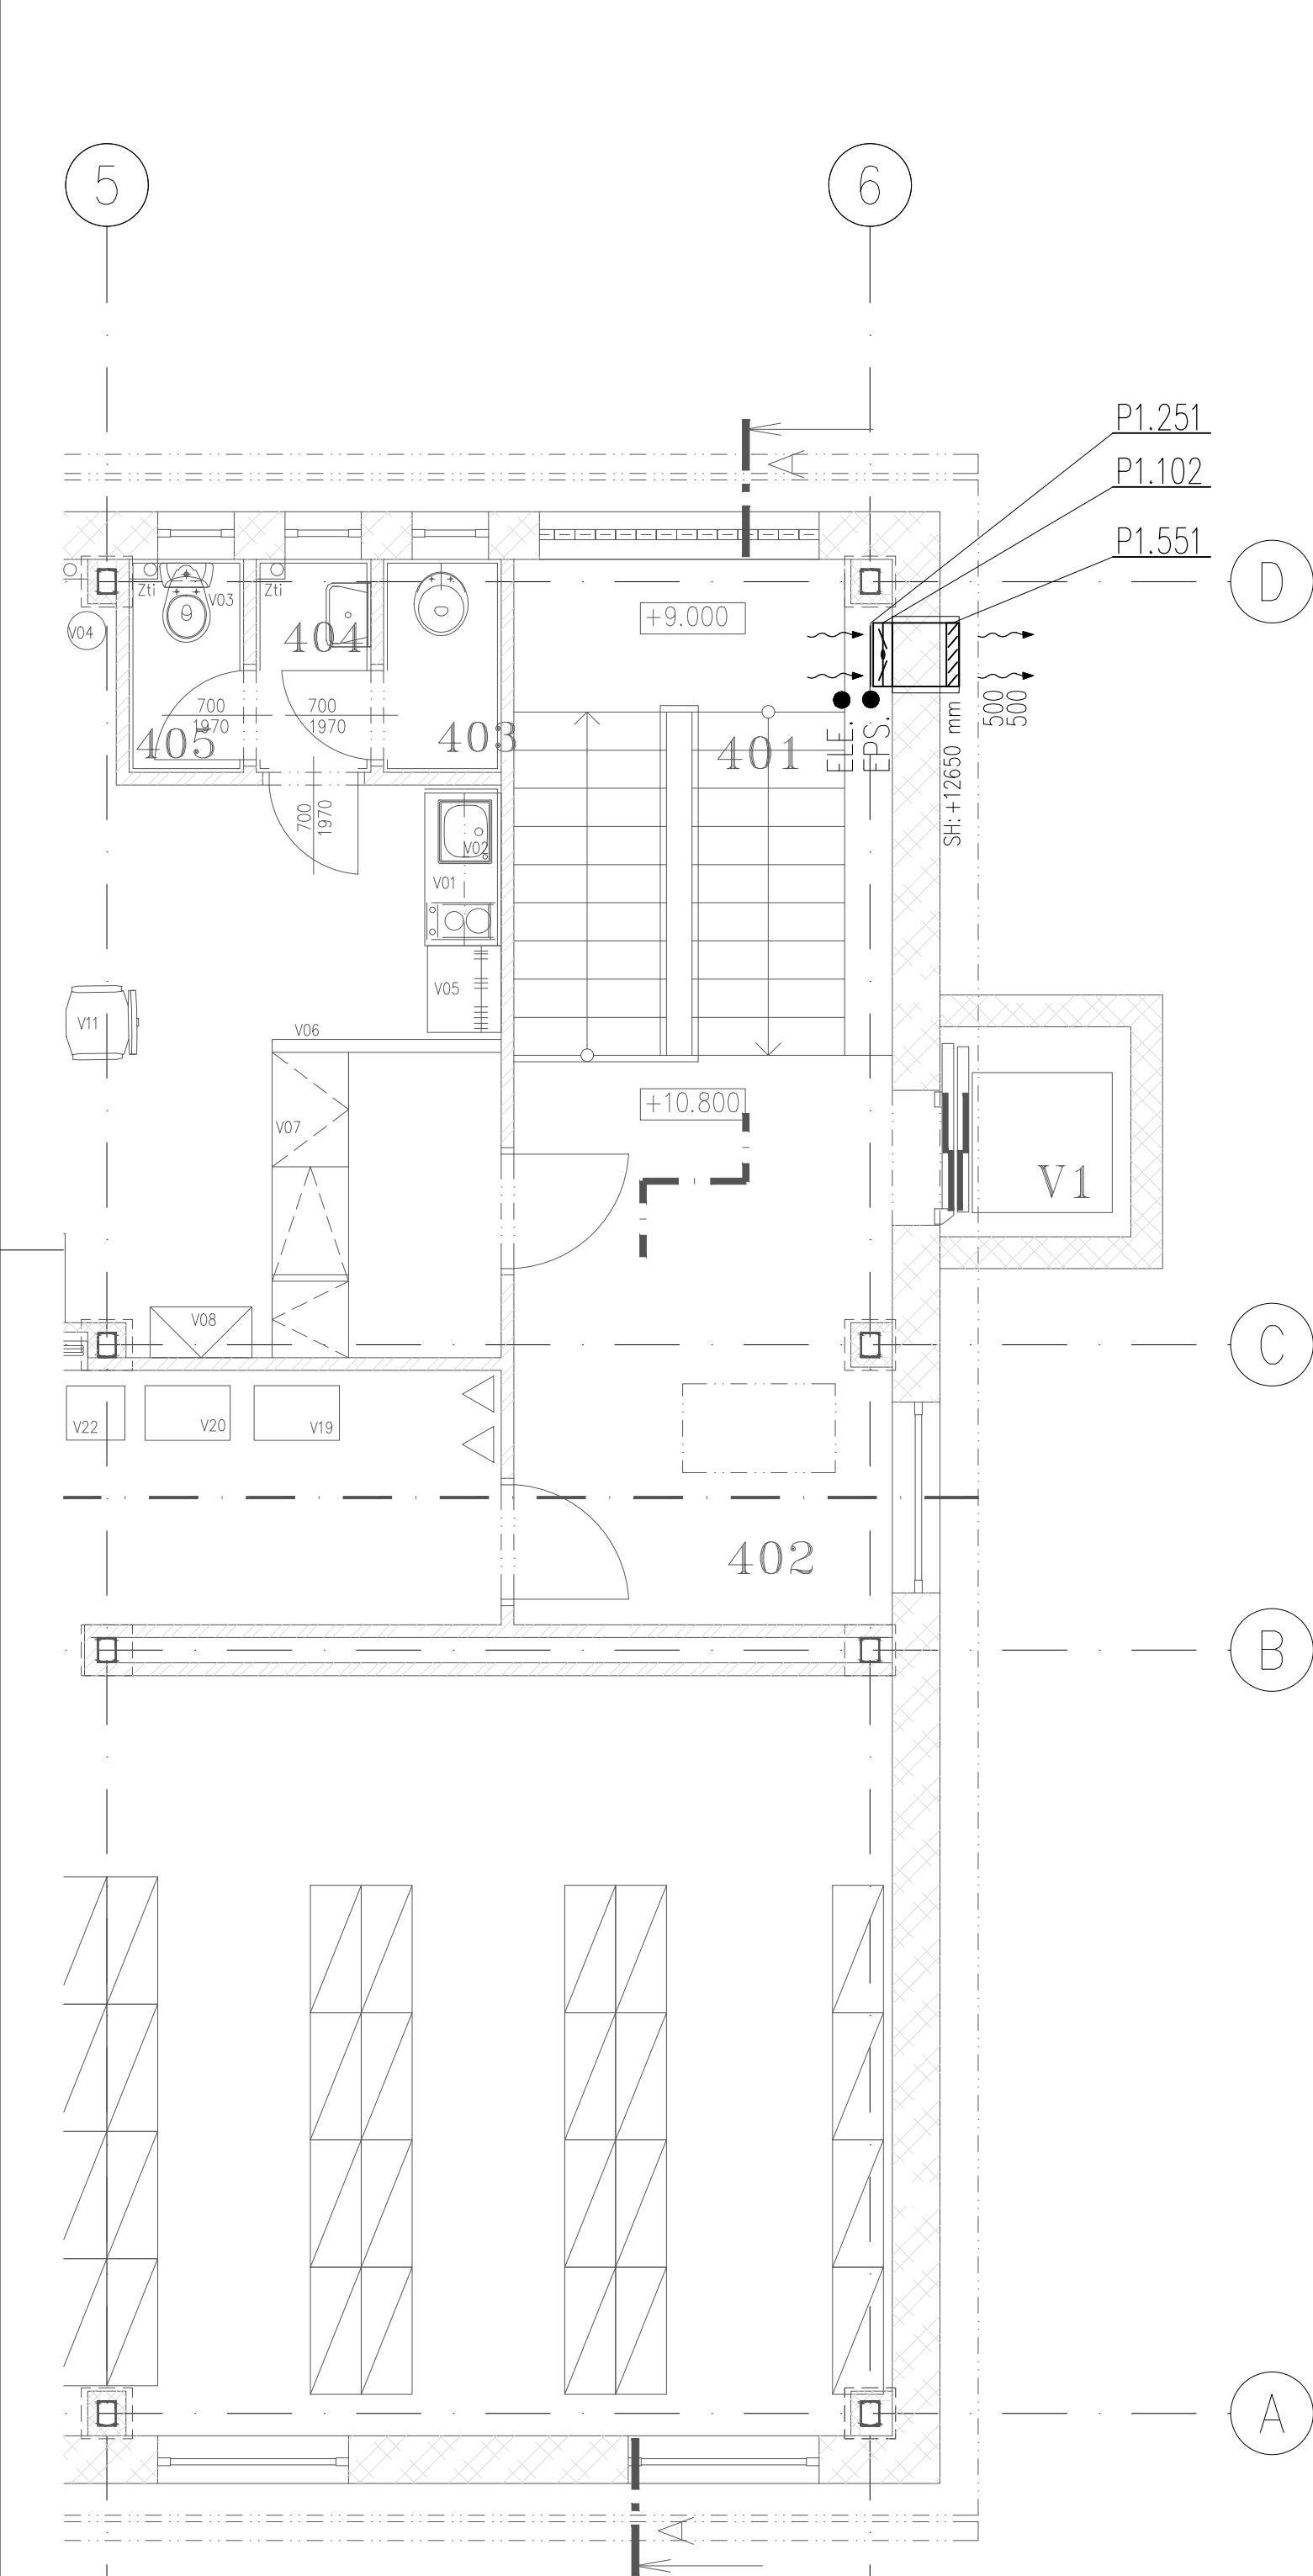 5
6
P1.251
P1.102
P1.551
A
D
Zti
V03
Zti
+9.000
V04
404
700
1970
700
1970
405
403
401
ELE.
EPS.
SH:+12650 mm
500
500
700
1970
V02
V01
V05
V11
V06
+10.800
V07
V1
V08
C
V22
V20
V19
402
B
A
A